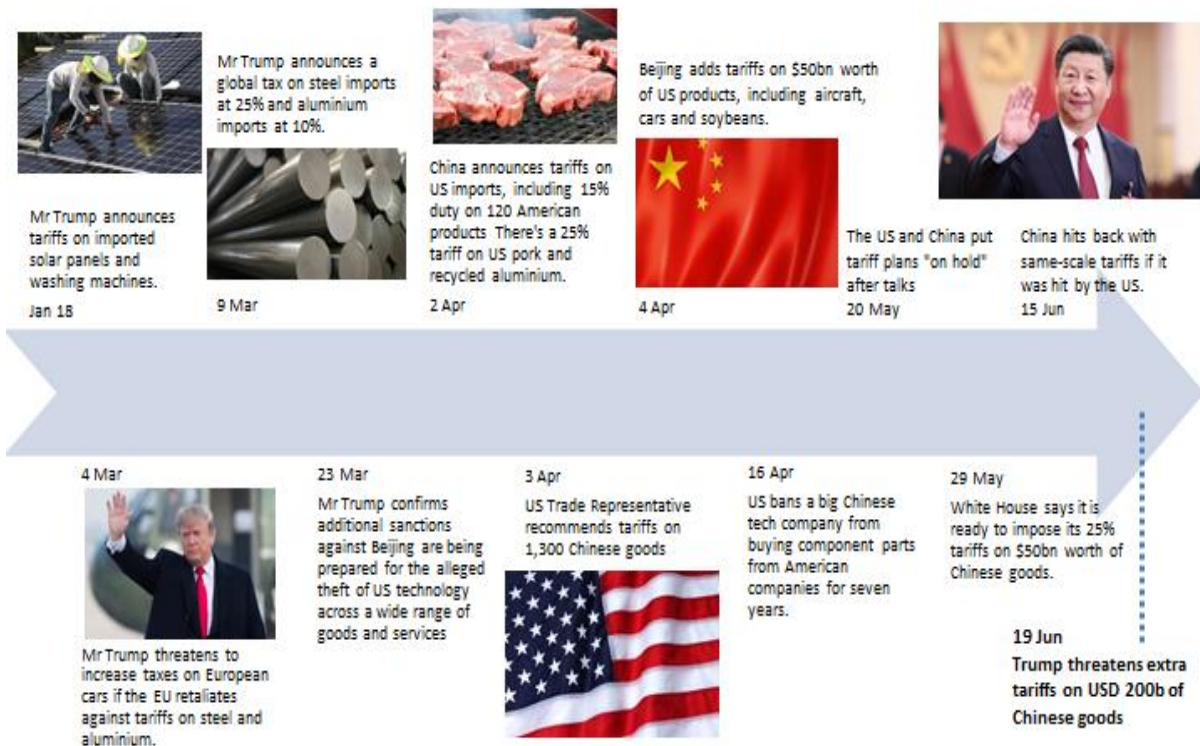 Mr Trump announces
tariffs on imported
solar panels and
washing machines.
Jan 18
Mr Trump announces a
global tax on steel imports
at 25% and aluminium
imports at 10%.
9 Mar
China announces tariffs on
US imports, including 15%
duty on 120 American
products There's a 25%
tariff on US pork and
recycled aluminium.
2 Apr
Beijing adds tariffs on $50bn worth
of US products, including aircraft,
cars and soybeans.
4 Apr
The US and China put
tariff plans "on hold"
after talks
20 May
China hits back with
same-scale tariffs if it
was hit by the US.
15 Jun
4 Mar
Mr Trump threatens to
increase taxes on European
cars if the EU retaliates
against tariffs on steel and
aluminium.
23 Mar
Mr Trump confirms
additional sanctions
against Beijing are being
prepared for the alleged
theft of US technology
across a wide range of
goods and services
3 Apr
US Trade Representative
recommends tariffs on
1,300 Chinese goods
16 Apr
US bans a big Chinese
tech company from
buying component parts
from American
companies for seven
years.
29 May
White House says it is
ready to impose its 25%
tariffs on $50bn worth of
Chinese goods.
19 Jun
Trump threatens extra
tariffs on USD 200b of
Chinese goods